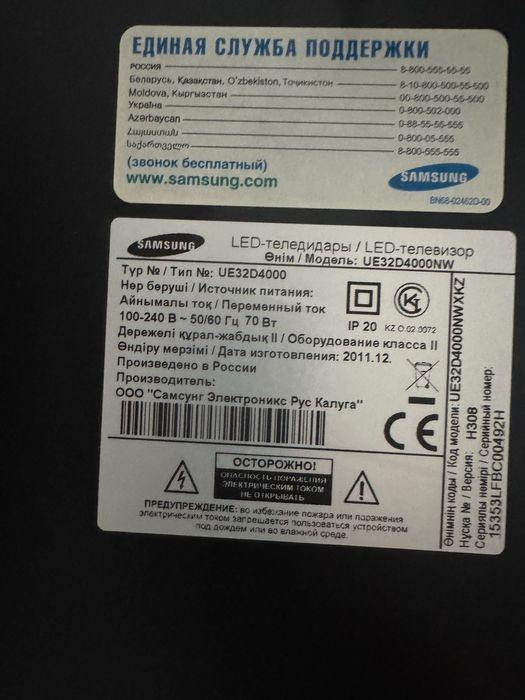 ЕДИНАЯ СЛУЖБА ПОДДЕРЖКИ
РОССИЯ 8-800-555-55-55
Беларусь, Қазақстан, O'zbekiston, Тоҷикистон 8-10-800-500-55-500
Moldova, Кыргызстан 00-800-500-55-500
Україна 0-800-502-000
Azərbaycan 0-88-55-55-555
Հայաստան 0-800-05-555
საქართველო 8-800-555-555
(звонок бесплатный)
www.samsung.com
SAMSUNG
BN68-02462D-00
SAMSUNG LED-теледидары / LED-телевизор
Өнім / Модель: UE32D4000NW
Түр № / Тип №: UE32D4000
Нәр беруші / Источник питания:
Айнымалы ток / Переменный ток
100-240 В ~ 50/60 Гц 70 Вт
IP 20 KZ O 02 0072
Дережелі құрал-жабдық II / Оборудование класса II
Өндіру мерзімі / Дата изготовления: 2011.12.
Произведено в России
Производитель:
ООО "Самсунг Электроникс Рус Калуга"
CE
ОСТОРОЖНО!
ОПАСНОСТЬ ПОРАЖЕНИЯ
ЭЛЕКТРИЧЕСКИМ ТОКОМ
НЕ ОТКРЫВАТЬ
ПРЕДУПРЕЖДЕНИЕ: во избежание пожара или поражения
электрическим током запрещается пользоваться устройством
под дождем или во влажной среде.
Өнімнің коды / Код модели: UE32D4000NWXKZ
Нұсқа № / Версия: H308
Сериялы нөмірі / Серийный номер:
15353LFBC00492H